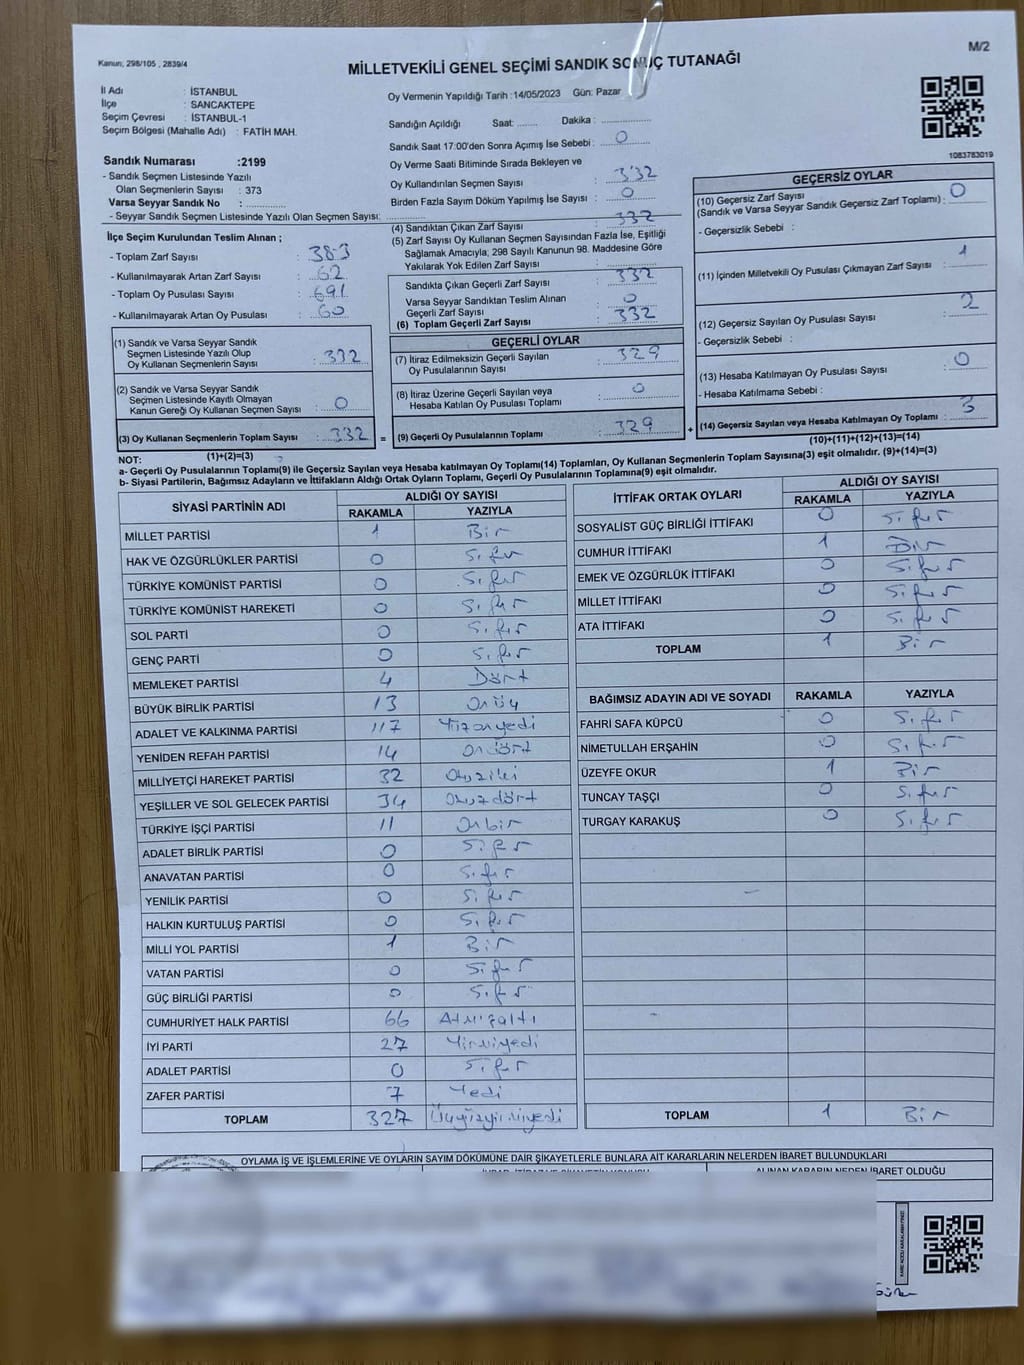 Kanun; 298/105 , 2839/4
M/2
MİLLETVEKİLİ GENEL SEÇİMİ SANDIK SONUÇ TUTANAĞI
İl Adı : İSTANBUL
İlçe : SANCAKTEPE
Seçim Çevresi : İSTANBUL-1
Seçim Bölgesi (Mahalle Adı) : FATİH MAH.
Sandık Numarası :2199
- Sandık Seçmen Listesinde Yazılı
Olan Seçmenlerin Sayısı : 373
Varsa Seyyar Sandık No :
- Seyyar Sandık Seçmen Listesinde Yazılı Olan Seçmen Sayısı:
Oy Vermenin Yapıldığı Tarih :14/05/2023 Gün: Pazar
Sandığın Açıldığı Saat: Dakika :
Sandık Saat 17:00'den Sonra Açımış İse Sebebi : 0
Oy Verme Saati Bitiminde Sırada Bekleyen ve
Oy Kullandırılan Seçmen Sayısı : 332
Birden Fazla Sayım Döküm Yapılmış İse Sayısı : 0
1083783019
İlçe Seçim Kurulundan Teslim Alınan ;
- Toplam Zarf Sayısı : 383
- Kullanılmayarak Artan Zarf Sayısı : 62
- Toplam Oy Pusulası Sayısı : 691
- Kullanılmayarak Artan Oy Pusulası : 60
(4) Sandıktan Çıkan Zarf Sayısı : 332
(5) Zarf Sayısı Oy Kullanan Seçmen Sayısından Fazla İse, Eşitliği
Sağlamak Amacıyla, 298 Sayılı Kanunun 98. Maddesine Göre
Yakılarak Yok Edilen Zarf Sayısı :
Sandıkta Çıkan Geçerli Zarf Sayısı : 332
Varsa Seyyar Sandıktan Teslim Alınan
Geçerli Zarf Sayısı : 0
(6) Toplam Geçerli Zarf Sayısı : 332
GEÇERSİZ OYLAR
(10) Geçersiz Zarf Sayısı
(Sandık ve Varsa Seyyar Sandık Geçersiz Zarf Toplamı) : 0
- Geçersizlik Sebebi :
(11) İçinden Milletvekili Oy Pusulası Çıkmayan Zarf Sayısı : 1
(12) Geçersiz Sayılan Oy Pusulası Sayısı : 2
- Geçersizlik Sebebi :
(13) Hesaba Katılmayan Oy Pusulası Sayısı : 0
- Hesaba Katılmama Sebebi :
(14) Geçersiz Sayılan veya Hesaba Katılmayan Oy Toplamı : 3
(10)+(11)+(12)+(13)=(14)
(1) Sandık ve Varsa Seyyar Sandık
Seçmen Listesinde Yazılı Olup
Oy Kullanan Seçmenlerin Sayısı : 332
(2) Sandık ve Varsa Seyyar Sandık
Seçmen Listesinde Kayıtlı Olmayan
Kanun Gereği Oy Kullanan Seçmen Sayısı : 0
(3) Oy Kullanan Seçmenlerin Toplam Sayısı : 332 =
(1)+(2)=(3)
GEÇERLİ OYLAR
(7) İtiraz Edilmeksizin Geçerli Sayılan
Oy Pusulalarının Sayısı : 329
(8) İtiraz Üzerine Geçerli Sayılan veya
Hesaba Katılan Oy Pusulası Toplamı : 0
(9) Geçerli Oy Pusulalarının Toplamı : 329 +
NOT:
a- Geçerli Oy Pusulalarının Toplamı(9) ile Geçersiz Sayılan veya Hesaba katılmayan Oy Toplamı(14) Toplamları, Oy Kullanan Seçmenlerin Toplam Sayısına(3) eşit olmalıdır. (9)+(14)=(3)
b- Siyasi Partilerin, Bağımsız Adayların ve İttifakların Aldığı Ortak Oyların Toplamı, Geçerli Oy Pusulalarının Toplamına(9) eşit olmalıdır.
SİYASİ PARTİNİN ADI ALDIĞI OY SAYISI
RAKAMLA YAZIYLA
MİLLET PARTİSİ 1 Bir
HAK VE ÖZGÜRLÜKLER PARTİSİ 0 Sıfır
TÜRKİYE KOMÜNİST PARTİSİ 0 Sıfır
TÜRKİYE KOMÜNİST HAREKETİ 0 Sıfır
SOL PARTİ 0 Sıfır
GENÇ PARTİ 0 Sıfır
MEMLEKET PARTİSİ 4 Dört
BÜYÜK BİRLİK PARTİSİ 13 Onüç
ADALET VE KALKINMA PARTİSİ 117 Yüzonyedi
YENİDEN REFAH PARTİSİ 14 Ondört
MİLLİYETÇİ HAREKET PARTİSİ 32 Otuziki
YEŞİLLER VE SOL GELECEK PARTİSİ 34 Otuzdört
TÜRKİYE İŞÇİ PARTİSİ 11 Onbir
ADALET BİRLİK PARTİSİ 0 Sıfır
ANAVATAN PARTİSİ 0 Sıfır
YENİLİK PARTİSİ 0 Sıfır
HALKIN KURTULUŞ PARTİSİ 0 Sıfır
MİLLİ YOL PARTİSİ 1 Bir
VATAN PARTİSİ 0 Sıfır
GÜÇ BİRLİĞİ PARTİSİ 0 Sıfır
CUMHURİYET HALK PARTİSİ 66 Atmışaltı
İYİ PARTİ 27 Yirmiyedi
ADALET PARTİSİ 0 Sıfır
ZAFER PARTİSİ 7 Yedi
TOPLAM 327 Üçyüzyirmiyedi
İTTİFAK ORTAK OYLARI ALDIĞI OY SAYISI
RAKAMLA YAZIYLA
SOSYALİST GÜÇ BİRLİĞİ İTTİFAKI 0 Sıfır
CUMHUR İTTİFAKI 1 Bir
EMEK VE ÖZGÜRLÜK İTTİFAKI 0 Sıfır
MİLLET İTTİFAKI 0 Sıfır
ATA İTTİFAKI 0 Sıfır
TOPLAM 1 Bir
BAĞIMSIZ ADAYIN ADI VE SOYADI RAKAMLA YAZIYLA
FAHRİ SAFA KÜPCÜ 0 Sıfır
NİMETULLAH ERŞAHİN 0 Sıfır
ÜZEYFE OKUR 1 Bir
TUNCAY TAŞÇI 0 Sıfır
TURGAY KARAKUŞ 0 Sıfır
TOPLAM 1 Bir
OYLAMA İŞ VE İŞLEMLERİNE VE OYLARIN SAYIM DÖKÜMÜNE DAİR ŞİKAYETLERLE BUNLARA AİT KARARLARIN NELERDEN İBARET BULUNDUKLARI
ALINAN KARARIN NEDEN İBARET OLDUĞU